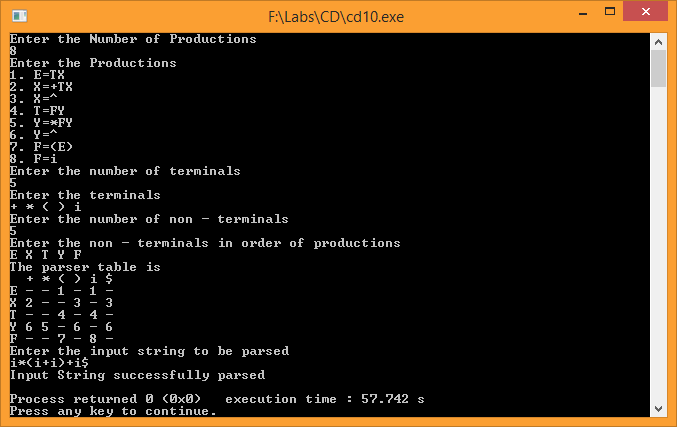 F:\Labs\CD\cd10.exe
Enter the Number of Productions
8
Enter the Productions
1. E=TX
2. X=+TX
3. X=^
4. T=FY
5. Y=*FY
6. Y=^
7. F=(E)
8. F=i
Enter the number of terminals
5
Enter the terminals
+ * ( ) i
Enter the number of non - terminals
5
Enter the non - terminals in order of productions
E X T Y F
The parser table is
  + * ( ) i $
E - - 1 - 1 -
X 2 - - 3 - 3
T - - 4 - 4 -
Y 6 5 - 6 - 6
F - - 7 - 8 -
Enter the input string to be parsed
i*(i+i)+i$
Input String successfully parsed
Process returned 0 (0x0)   execution time : 57.742 s
Press any key to continue.